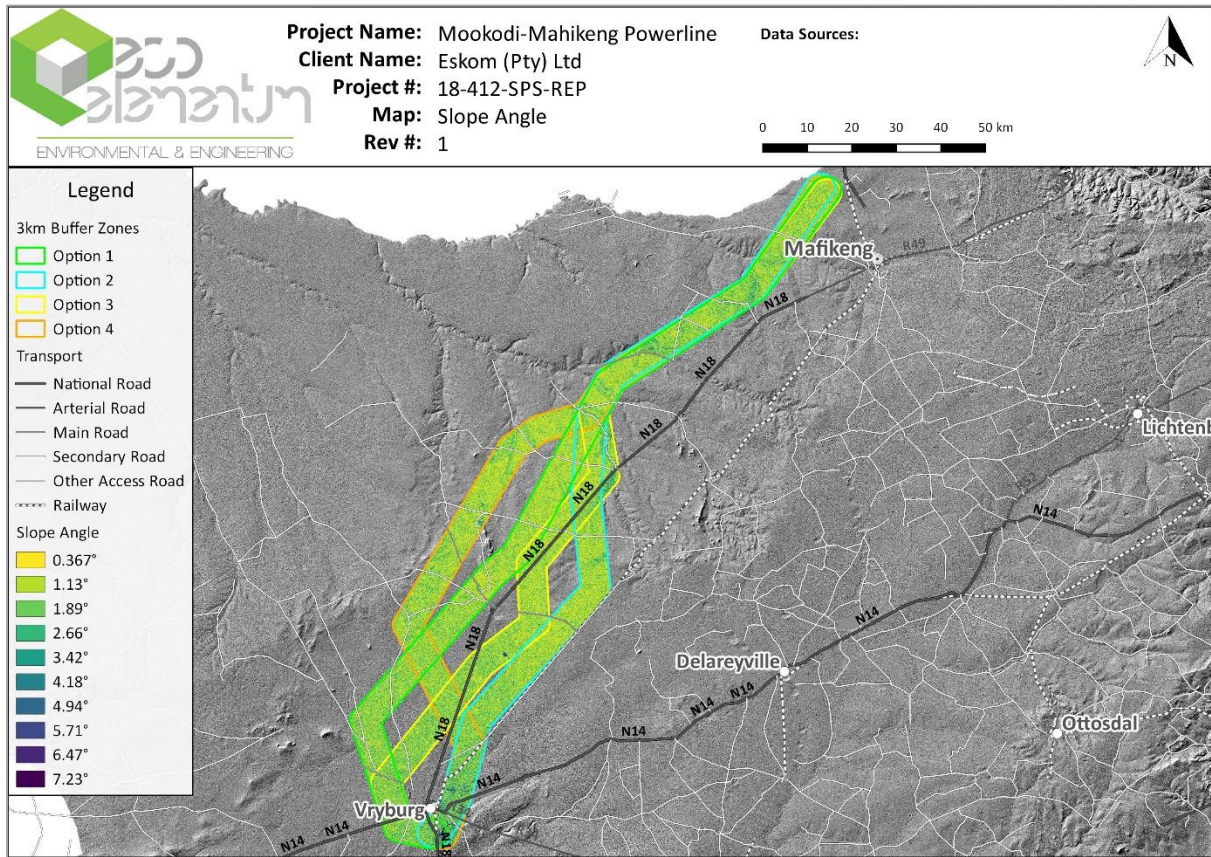 eco
elementum
ENVIRONMENTAL & ENGINEERING
Project Name: Mookodi-Mahikeng Powerline
Client Name: Eskom (Pty) Ltd
Project #: 18-412-SPS-REP
Map: Slope Angle
Rev #: 1
Data Sources:
0 10 20 30 40 50 km
N
Legend
3km Buffer Zones
Option 1
Option 2
Option 3
Option 4
Transport
National Road
Arterial Road
Main Road
Secondary Road
Other Access Road
Railway
Slope Angle
0.367°
1.13°
1.89°
2.66°
3.42°
4.18°
4.94°
5.71°
6.47°
7.23°
Mafikeng
R49
N18
N18
N18
Lichtenb
N18
N14
N18
N18
Delareyville
N14
N14
N14
N18
N14
Ottosdal
N14
Vryburg
N14
N14
N18